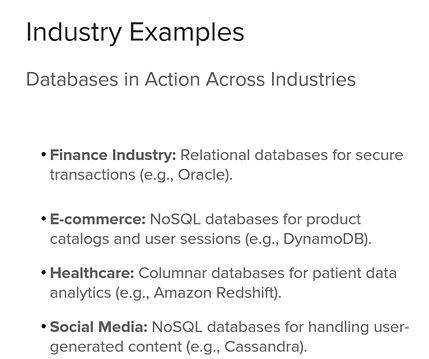 Industry Examples
Databases in Action Across Industries
• Finance Industry: Relational databases for secure
transactions (e.g., Oracle).
• E-commerce: NoSQL databases for product
catalogs and user sessions (e.g., DynamoDB).
• Healthcare: Columnar databases for patient data
analytics (e.g., Amazon Redshift).
• Social Media: NoSQL databases for handling user-
generated content (e.g., Cassandra).